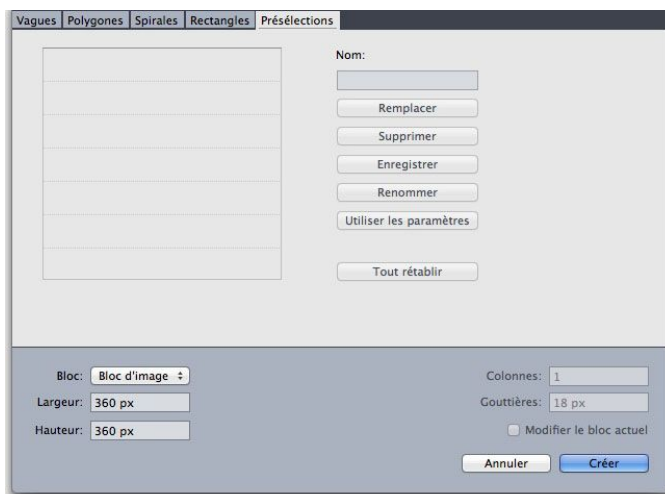 Vagues Polygones Spirales Rectangles Présélections
Nom:
Remplacer
Supprimer
Enregistrer
Renommer
Utiliser les paramètres
Tout rétablir
Bloc: Bloc d'image
Largeur: 360 px
Hauteur: 360 px
Colonnes: 1
Gouttières: 18 px
Modifier le bloc actuel
Annuler Créer